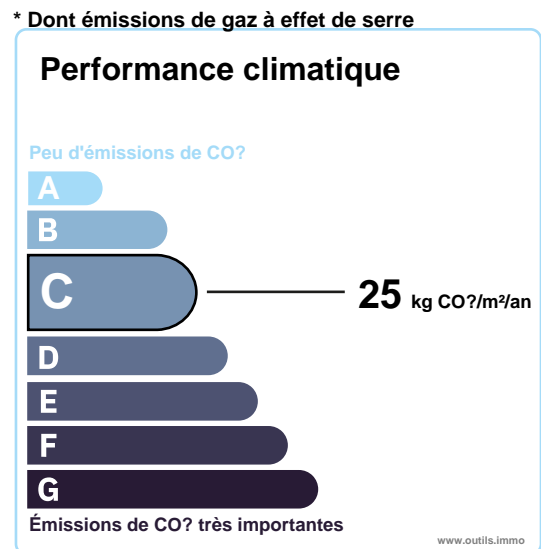 * Dont émissions de gaz à effet de serre
Performance climatique
Peu d'émissions de CO?
A
B
C
25 kg CO?/m²/an
D
E
F
G
Émissions de CO? très importantes
www.outils.immo